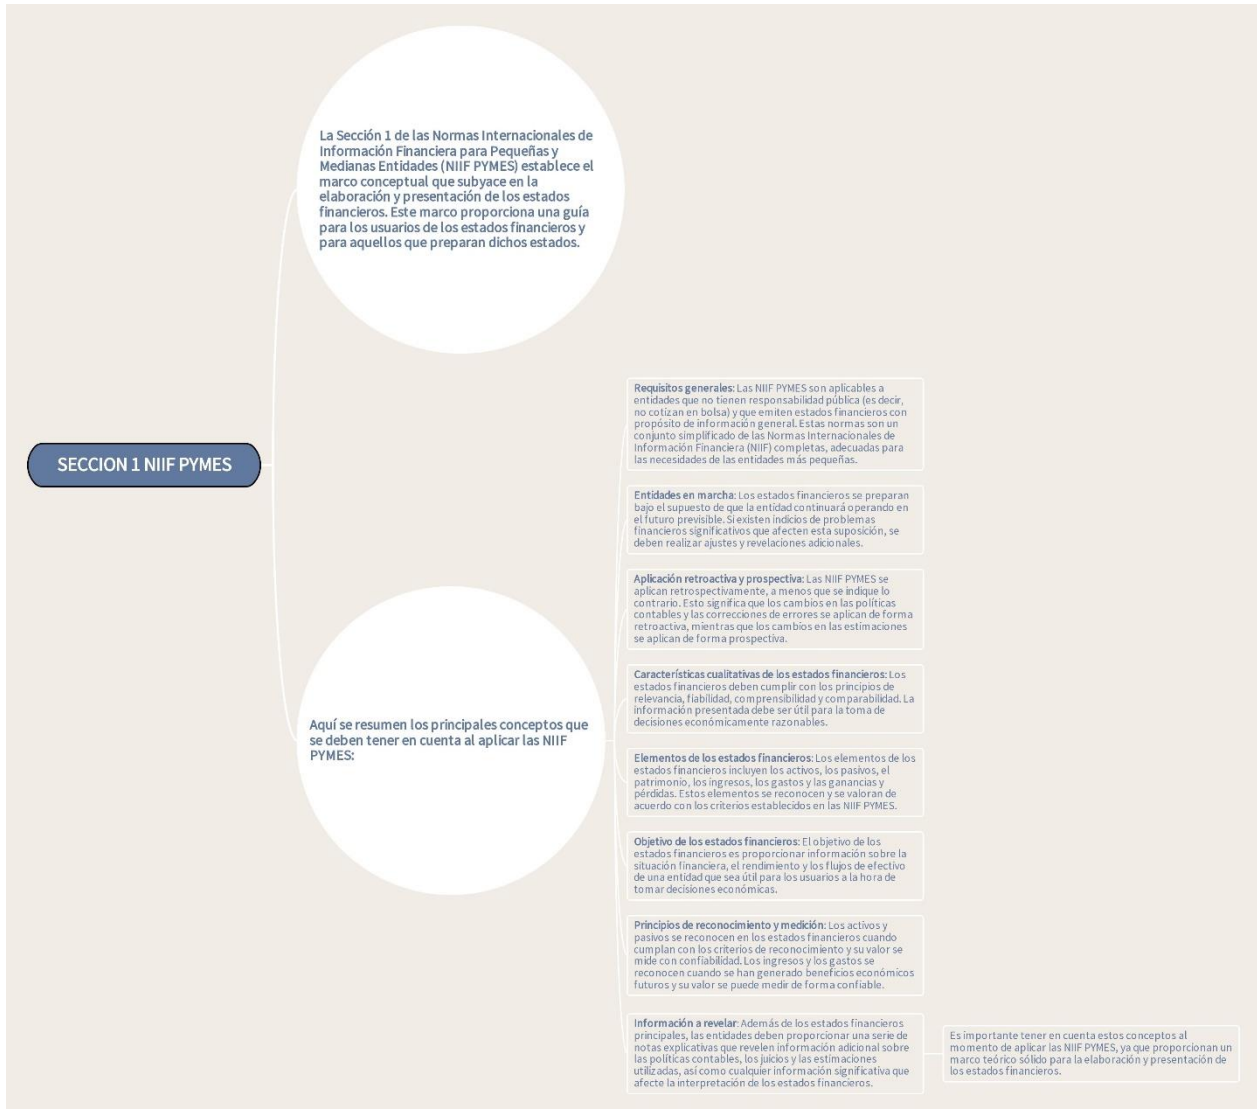 La Sección 1 de las Normas Internacionales de
Información Financiera para Pequeñas y
Medianas Entidades (NIIF PYMES) establece el
marco conceptual que subyace en la
elaboración y presentación de los estados
financieros. Este marco proporciona una guía
para los usuarios de los estados financieros y
para aquellos que preparan dichos estados.
SECCION 1 NIIF PYMES
Aquí se resumen los principales conceptos que
se deben tener en cuenta al aplicar las NIIF
PYMES:
Requisitos generales: Las NIIF PYMES son aplicables a
entidades que no tienen responsabilidad pública (es decir,
no cotizan en bolsa) y que emiten estados financieros con
propósito de información general. Estas normas son un
conjunto simplificado de las Normas Internacionales de
Información Financiera (NIIF) completas, adecuadas para
las necesidades de las entidades más pequeñas.
Entidades en marcha: Los estados financieros se preparan
bajo el supuesto de que la entidad continuará operando en
el futuro previsible. Si existen indicios de problemas
financieros significativos que afecten esta suposición, se
deben realizar ajustes y revelaciones adicionales.
Aplicación retroactiva y prospectiva: Las NIIF PYMES se
aplican retrospectivamente, a menos que se indique lo
contrario. Esto significa que los cambios en las políticas
contables y las correcciones de errores se aplican de forma
retroactiva, mientras que los cambios en las estimaciones
se aplican de forma prospectiva.
Características cualitativas de los estados financieros: Los
estados financieros deben cumplir con los principios de
relevancia, fiabilidad, comprensibilidad y comparabilidad. La
información presentada debe ser útil para la toma de
decisiones económicamente razonables.
Elementos de los estados financieros: Los elementos de los
estados financieros incluyen los activos, los pasivos, el
patrimonio, los ingresos, los gastos y las ganancias y
pérdidas. Estos elementos se reconocen y se valoran de
acuerdo con los criterios establecidos en las NIIF PYMES.
Objetivo de los estados financieros: El objetivo de los
estados financieros es proporcionar información sobre la
situación financiera, el rendimiento y los flujos de efectivo
de una entidad que sea útil para los usuarios a la hora de
tomar decisiones económicas.
Principios de reconocimiento y medición: Los activos y
pasivos se reconocen en los estados financieros cuando
cumplan con los criterios de reconocimiento y su valor se
mide con confiabilidad. Los ingresos y los gastos se
reconocen cuando se han generado beneficios económicos
futuros y su valor se puede medir de forma confiable.
Información a revelar: Además de los estados financieros
principales, las entidades deben proporcionar una serie de
notas explicativas que revelen información adicional sobre
las políticas contables, los juicios y las estimaciones
utilizadas, así como cualquier información significativa que
afecte la interpretación de los estados financieros.
Es importante tener en cuenta estos conceptos al
momento de aplicar las NIIF PYMES, ya que proporcionan un
marco teórico sólido para la elaboración y presentación de
los estados financieros.